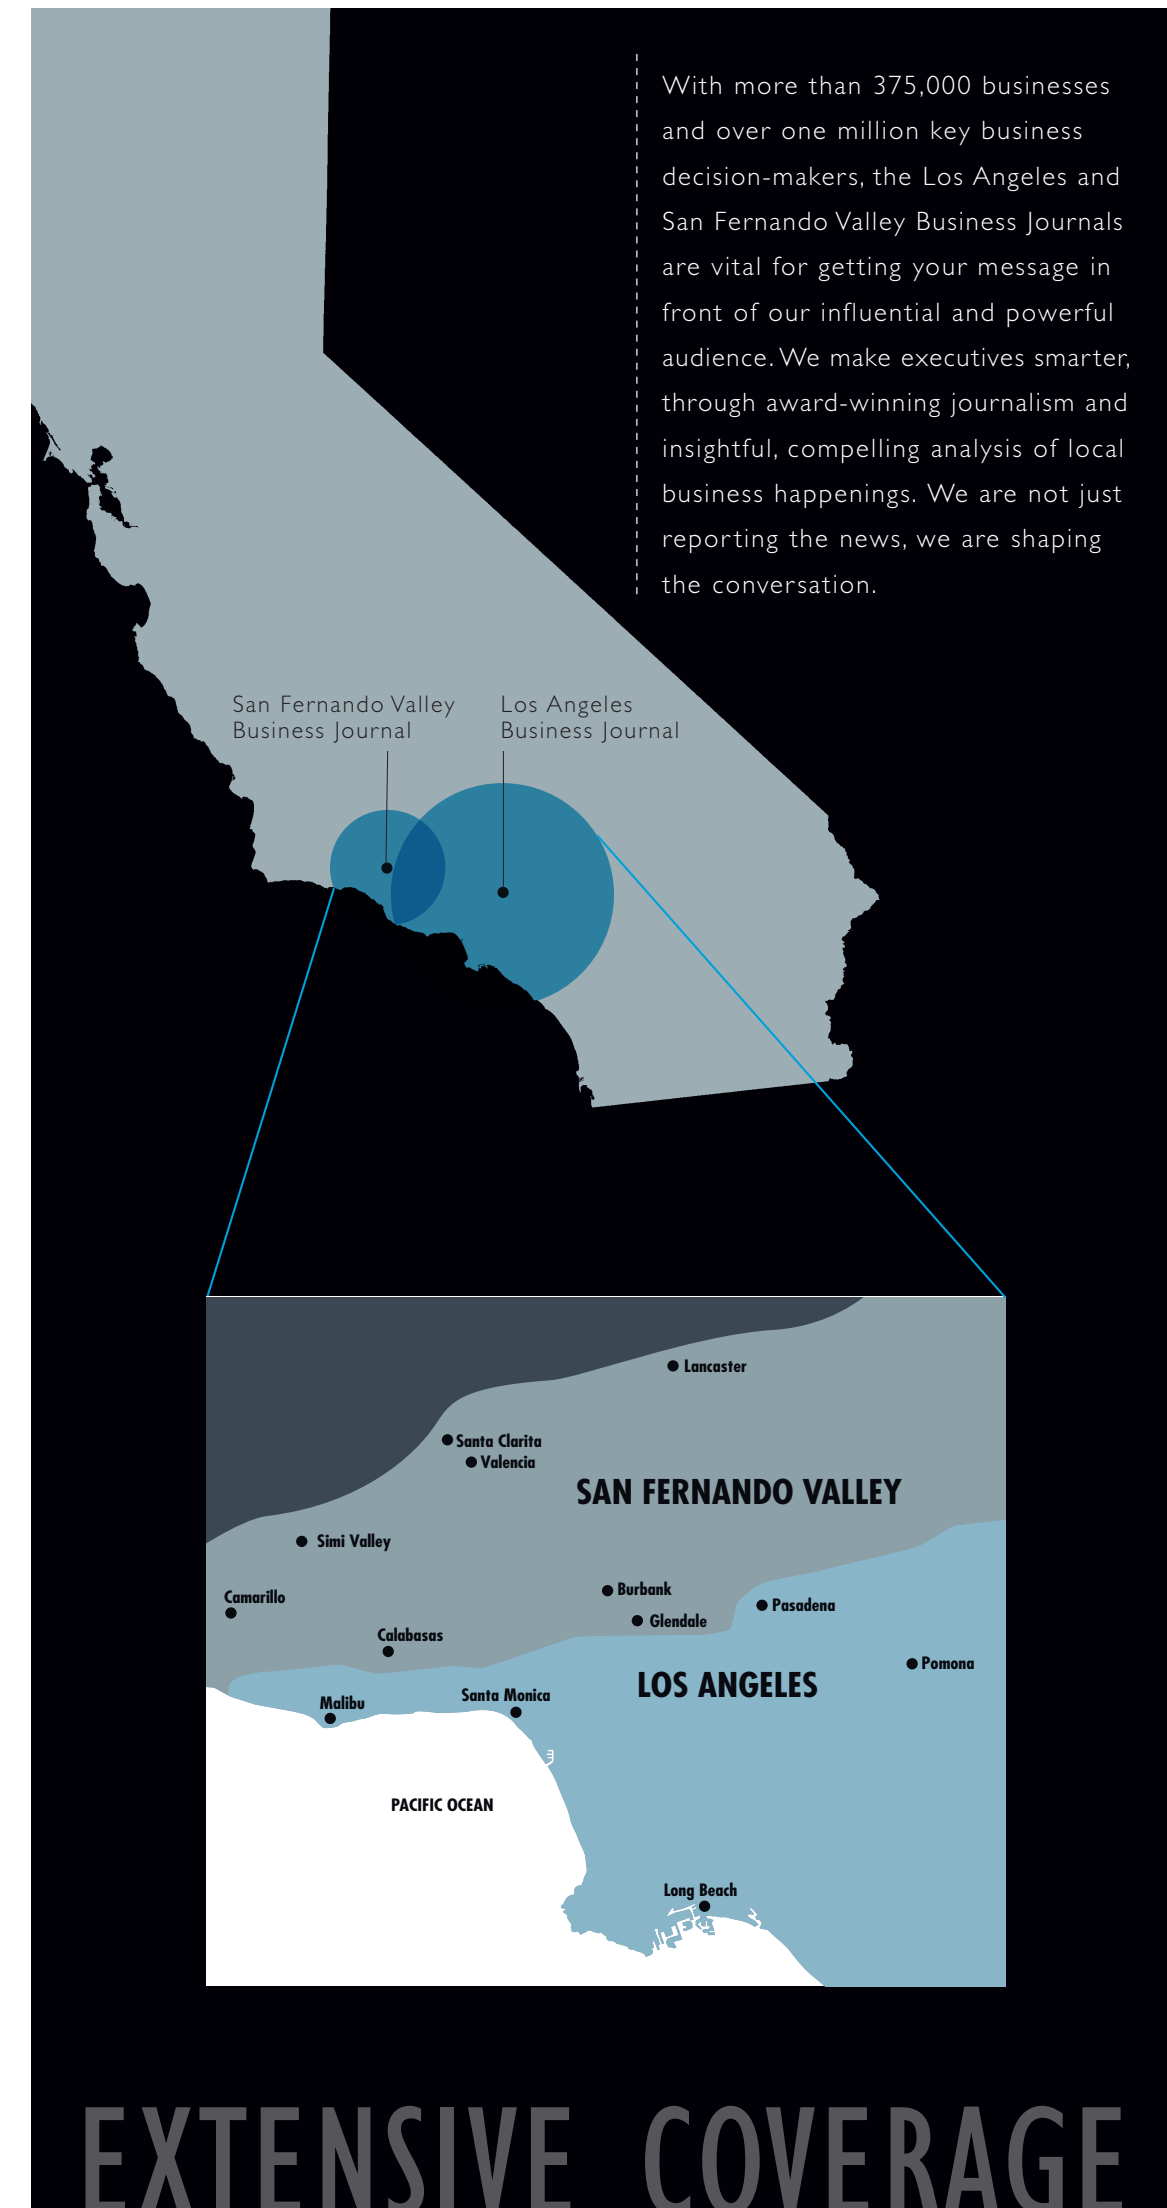 With more than 375,000 businesses
and over one million key business
decision-makers, the Los Angeles and
San Fernando Valley Business Journals
are vital for getting your message in
front of our influential and powerful
audience. We make executives smarter,
through award-winning journalism and
insightful, compelling analysis of local
business happenings. We are not just
reporting the news, we are shaping
the conversation.
San Fernando Valley
Business Journal
Los Angeles
Business Journal
Lancaster
Santa Clarita
Valencia
SAN FERNANDO VALLEY
Simi Valley
Camarillo
Burbank
Glendale
Pasadena
Calabasas
Pomona
LOS ANGELES
Malibu
Santa Monica
PACIFIC OCEAN
Long Beach
EXTENSIVE COVERAGE